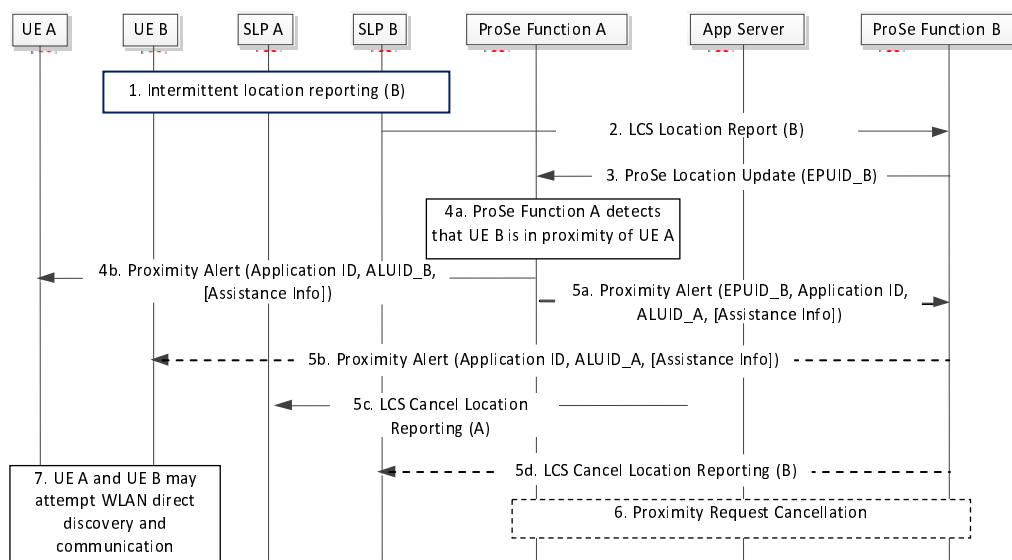 UE A UE B SLP A SLP B ProSe Function A App Server ProSe Function B
1. Intermittent location reporting (B)
2. LCS Location Report (B)
3. ProSe Location Update (EPUID_B)
4a. ProSe Function A detects
that UE B is in proximity of UE A
4b. Proximity Alert (Application ID, ALUID_B,
[Assistance Info])
5a. Proximity Alert (EPUID_B, Application ID,
ALUID_A, [Assistance Info])
5b. Proximity Alert (Application ID, ALUID_A, [Assistance Info])
5c. LCS Cancel Location
Reporting (A)
5d. LCS Cancel Location Reporting (B)
6. Proximity Request Cancellation
7. UE A and UE B may
attempt WLAN direct
discovery and
communication